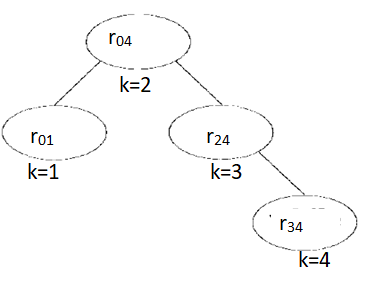 r₀₄
k=2
r₀₁
r₂₄
k=1
k=3
r₃₄
k=4